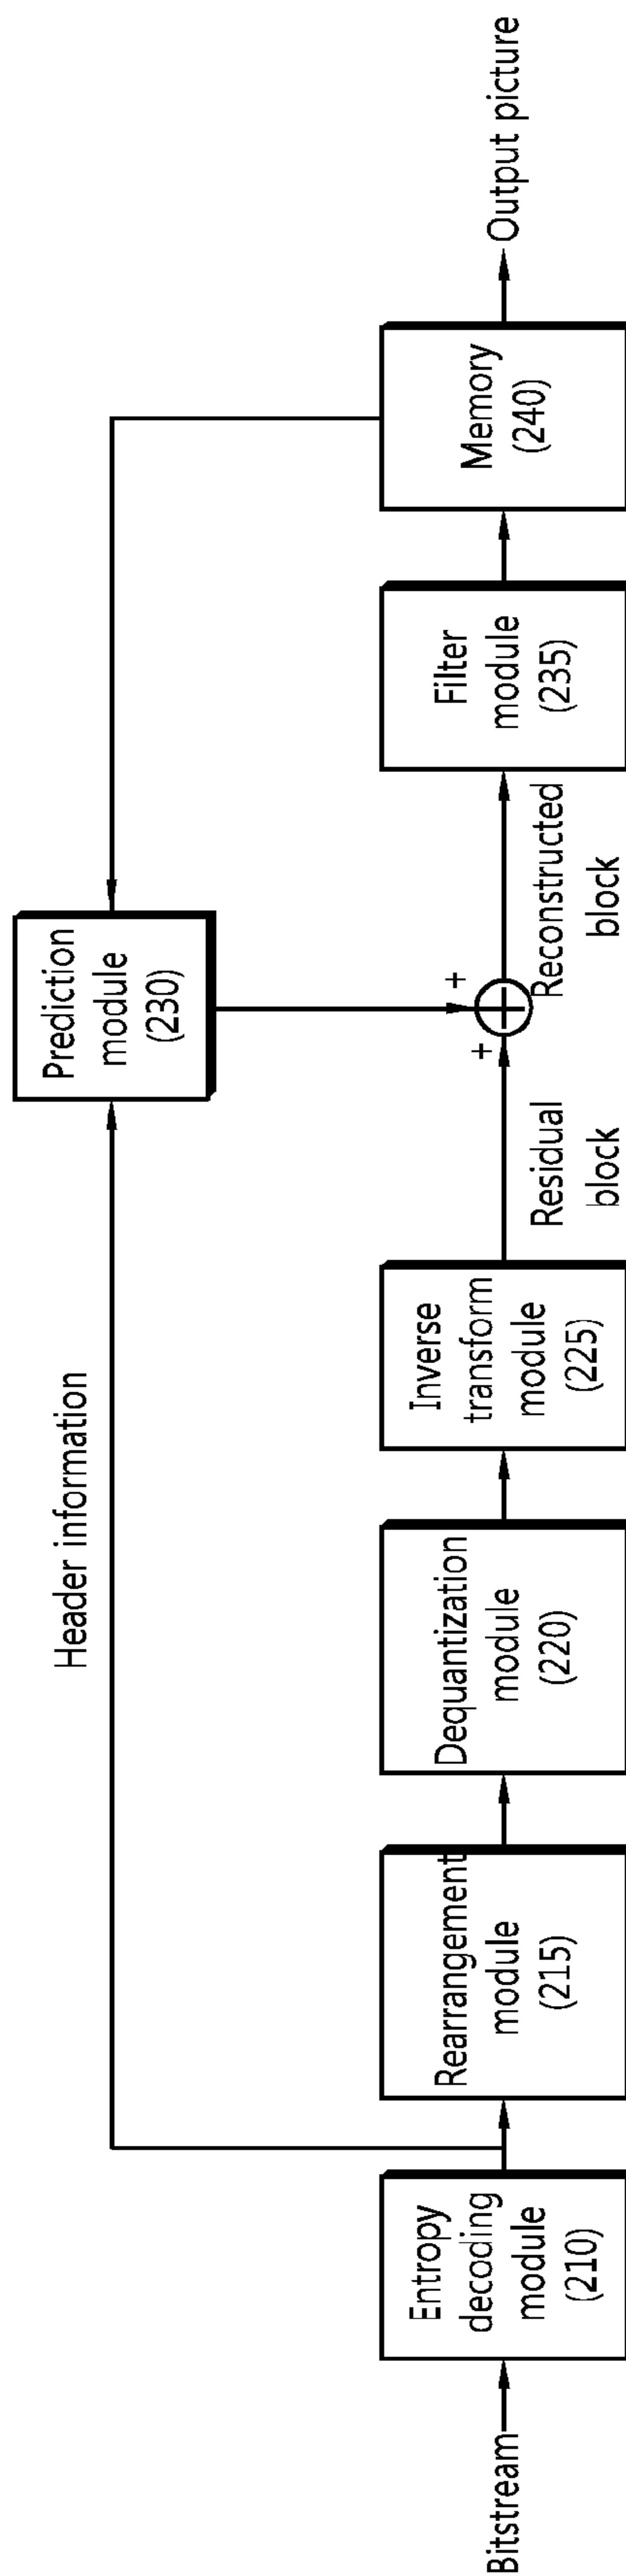 Header information
Prediction
module
(230)
Bitstream
Entropy
decoding
module
(210)
Rearrangement
module
(215)
Dequantization
module
(220)
Inverse
transform
module
(225)
Residual
block
+
+
Reconstructed
block
Filter
module
(235)
Memory
(240)
Output picture